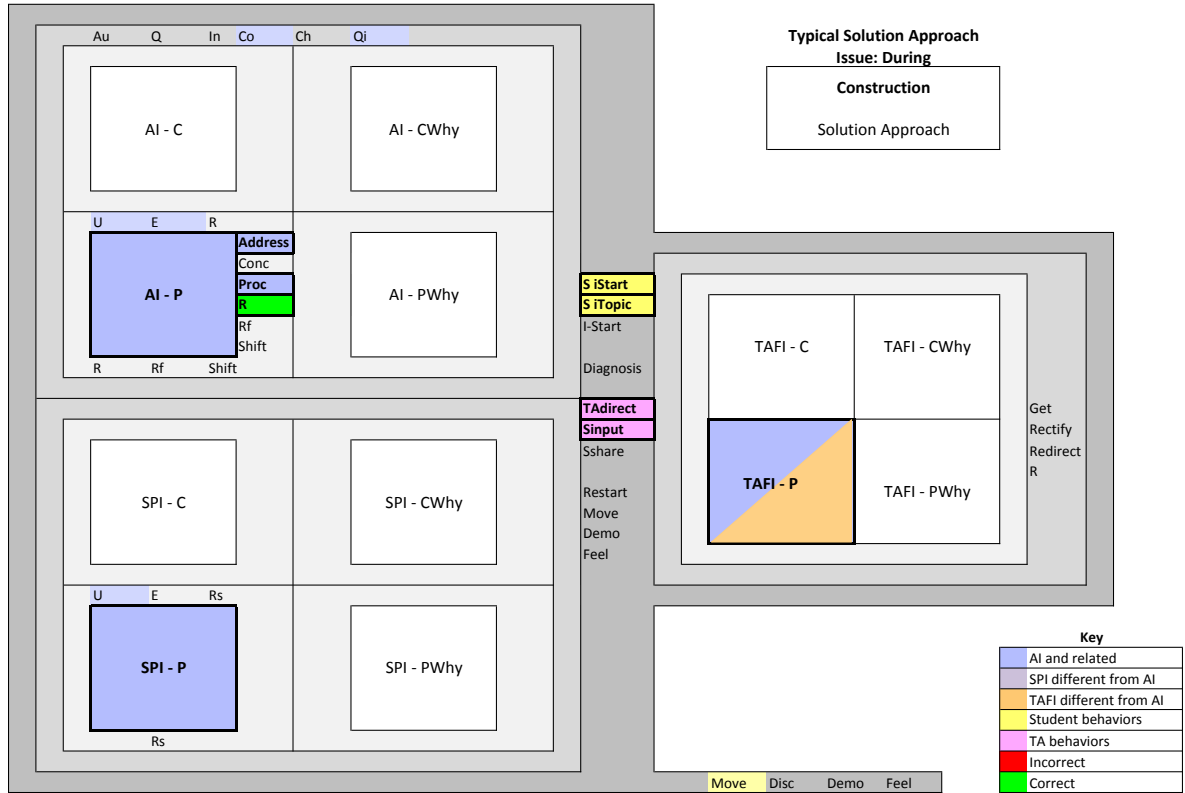 Typical Solution Approach
Issue: During
Construction
Solution Approach
Au Q In Co Ch Qi
AI - C
AI - CWhy
U E R
Address
Conc
Proc
R
Rf
Shift
AI - P
AI - PWhy
R Rf Shift
S iStart
S iTopic
I-Start
Diagnosis
TAdirect
Sinput
Sshare
Restart
Move
Demo
Feel
TAFI - C
TAFI - CWhy
TAFI - P
TAFI - PWhy
Get
Rectify
Redirect
R
SPI - C
SPI - CWhy
U E Rs
SPI - P
SPI - PWhy
Rs
Move Disc Demo Feel
Key
AI and related
SPI different from AI
TAFI different from AI
Student behaviors
TA behaviors
Incorrect
Correct